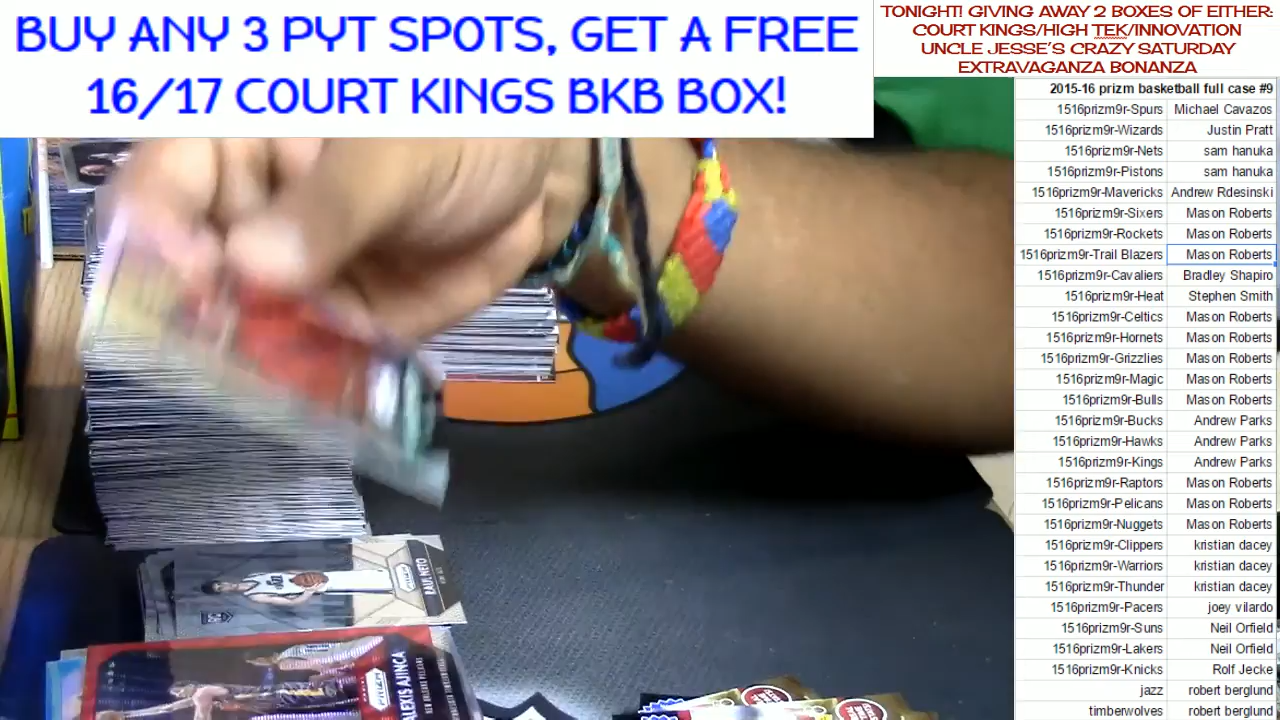 BUY ANY 3 PYT SPOTS, GET A FREE
16/17 COURT KINGS BKB BOX!
TONIGHT! GIVING AWAY 2 BOXES OF EITHER:
COURT KINGS/HIGH TEK/INNOVATION
UNCLE JESSE'S CRAZY SATURDAY
EXTRAVAGANZA BONANZA
2015-16 prizm basketball full case #9
1516prizm9r-Spurs Michael Cavazos
1516prizm9r-Wizards Justin Pratt
1516prizm9r-Nets sam hanuka
1516prizm9r-Pistons sam hanuka
1516prizm9r-Mavericks Andrew Rdesinski
1516prizm9r-Sixers Mason Roberts
1516prizm9r-Rockets Mason Roberts
1516prizm9r-Trail Blazers Mason Roberts
1516prizm9r-Cavaliers Bradley Shapiro
1516prizm9r-Heat Stephen Smith
1516prizm9r-Celtics Mason Roberts
1516prizm9r-Hornets Mason Roberts
1516prizm9r-Grizzlies Mason Roberts
1516prizm9r-Magic Mason Roberts
1516prizm9r-Bulls Mason Roberts
1516prizm9r-Bucks Andrew Parks
1516prizm9r-Hawks Andrew Parks
1516prizm9r-Kings Andrew Parks
1516prizm9r-Raptors Mason Roberts
1516prizm9r-Pelicans Mason Roberts
1516prizm9r-Nuggets Mason Roberts
1516prizm9r-Clippers kristian dacey
1516prizm9r-Warriors kristian dacey
1516prizm9r-Thunder kristian dacey
1516prizm9r-Pacers joey vilardo
1516prizm9r-Suns Neil Orfield
1516prizm9r-Lakers Neil Orfield
1516prizm9r-Knicks Rolf Jecke
jazz robert berglund
timberwolves robert berglund
RAUL NETO
PRIZM
ALEXIS AJINCA
NEW ORLEANS PELICANS
PRIZM